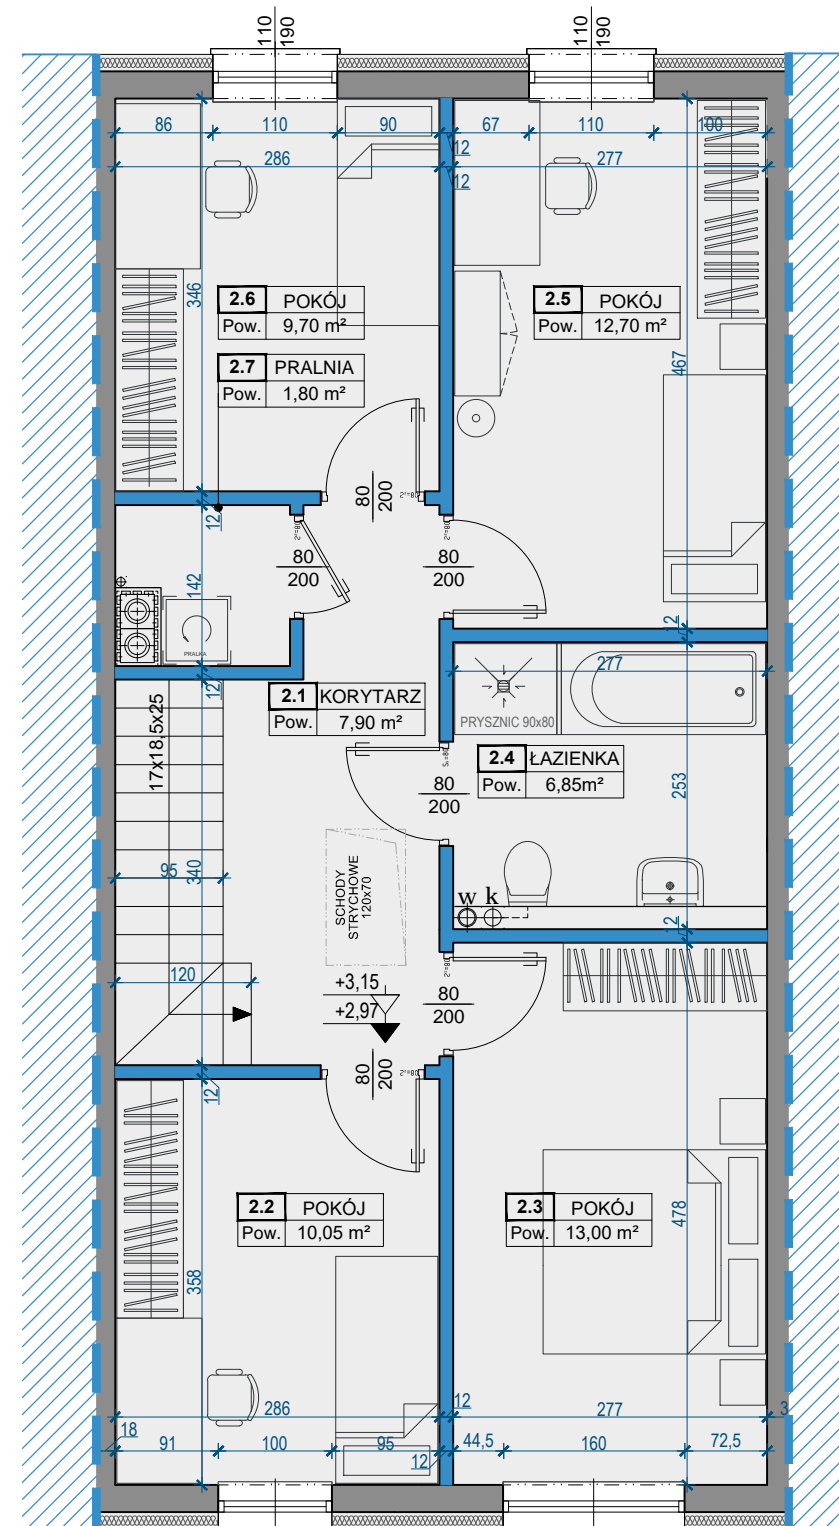 110
190
110
190
86
110
90
67
110
100
12
286
277
12
346
2.6 POKÓJ
Pow. 9,70 m²
2.5 POKÓJ
Pow. 12,70 m²
2.7 PRALNIA
Pow. 1,80 m²
467
80
200
12
80
200
80
200
142
PRALKA
12
12
277
17x18,5x25
2.1 KORYTARZ
Pow. 7,90 m²
PRYSZNIC 90x80
2.4 ŁAZIENKA
Pow. 6,85m²
80
200
253
95
340
SCHODY
STRYCHOWE
120x70
w k
12
120
+3,15
+2,97
80
200
80
200
12
2.2 POKÓJ
Pow. 10,05 m²
2.3 POKÓJ
Pow. 13,00 m²
478
358
12
286
277
3
18
91
100
95
12
44,5
160
72,5